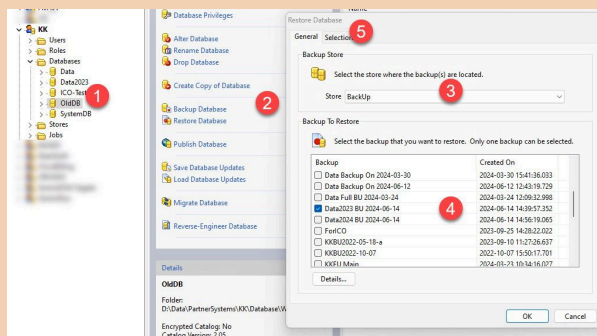 KK
Users
Roles
Databases
Data
Data2023
ICO-Test
OldDB
SystemDB
Stores
Jobs
1
Database Privileges
Alter Database
Rename Database
Drop Database
Create Copy of Database
Backup Database
Restore Database
2
Publish Database
Save Database Updates
Load Database Updates
Migrate Database
Reverse-Engineer Database
Details
OldDB
Folder:
D:\Data\PartnerSystems\KK\Database\
Encrypted Catalog: No
Catalog Version: 2.05
Name
Restore Database
5
General Selection
Backup Store
Select the store where the backup(s) are located.
3
Store BackUp
Backup To Restore
Select the backup that you want to restore. Only one backup can be selected.
Backup Created On
Data Backup On 2024-03-30 2024-03-30 15:41:36.033
Data Backup On 2024-06-12 2024-06-12 12:43:19.729
Data Full BU 2024-03-24 2024-03-24 12:09:32.998
Data2023 BU 2024-06-14 2024-06-14 14:39:57.352
4
Data2024 BU 2024-06-14 2024-06-14 14:56:19.065
ForICO 2023-09-25 14:28:22.022
KKBU2022-05-18-a 2023-09-10 11:27:26.637
KKBU2022-10-07 2022-10-07 15:50:17.701
KKEU Main 2024-03-23 10:34:16.027
Details...
OK Cancel